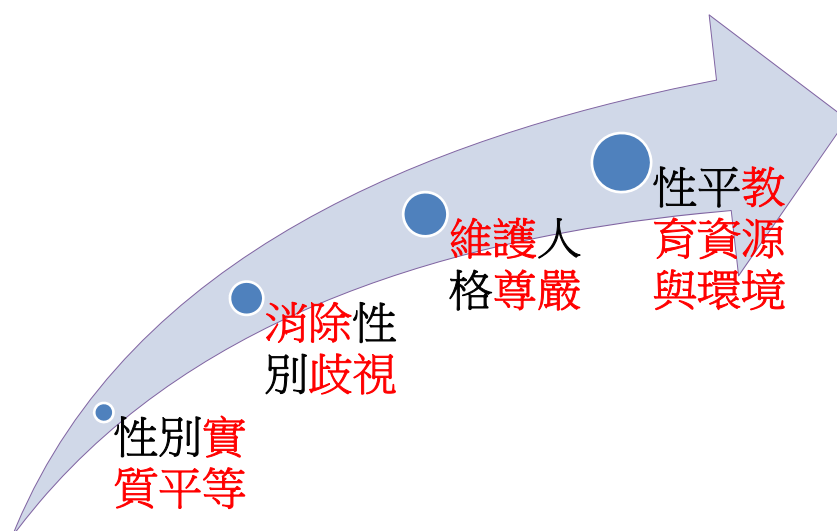 性別實
質平等
消除性
別歧視
維護人
格尊嚴
性平教
育資源
與環境